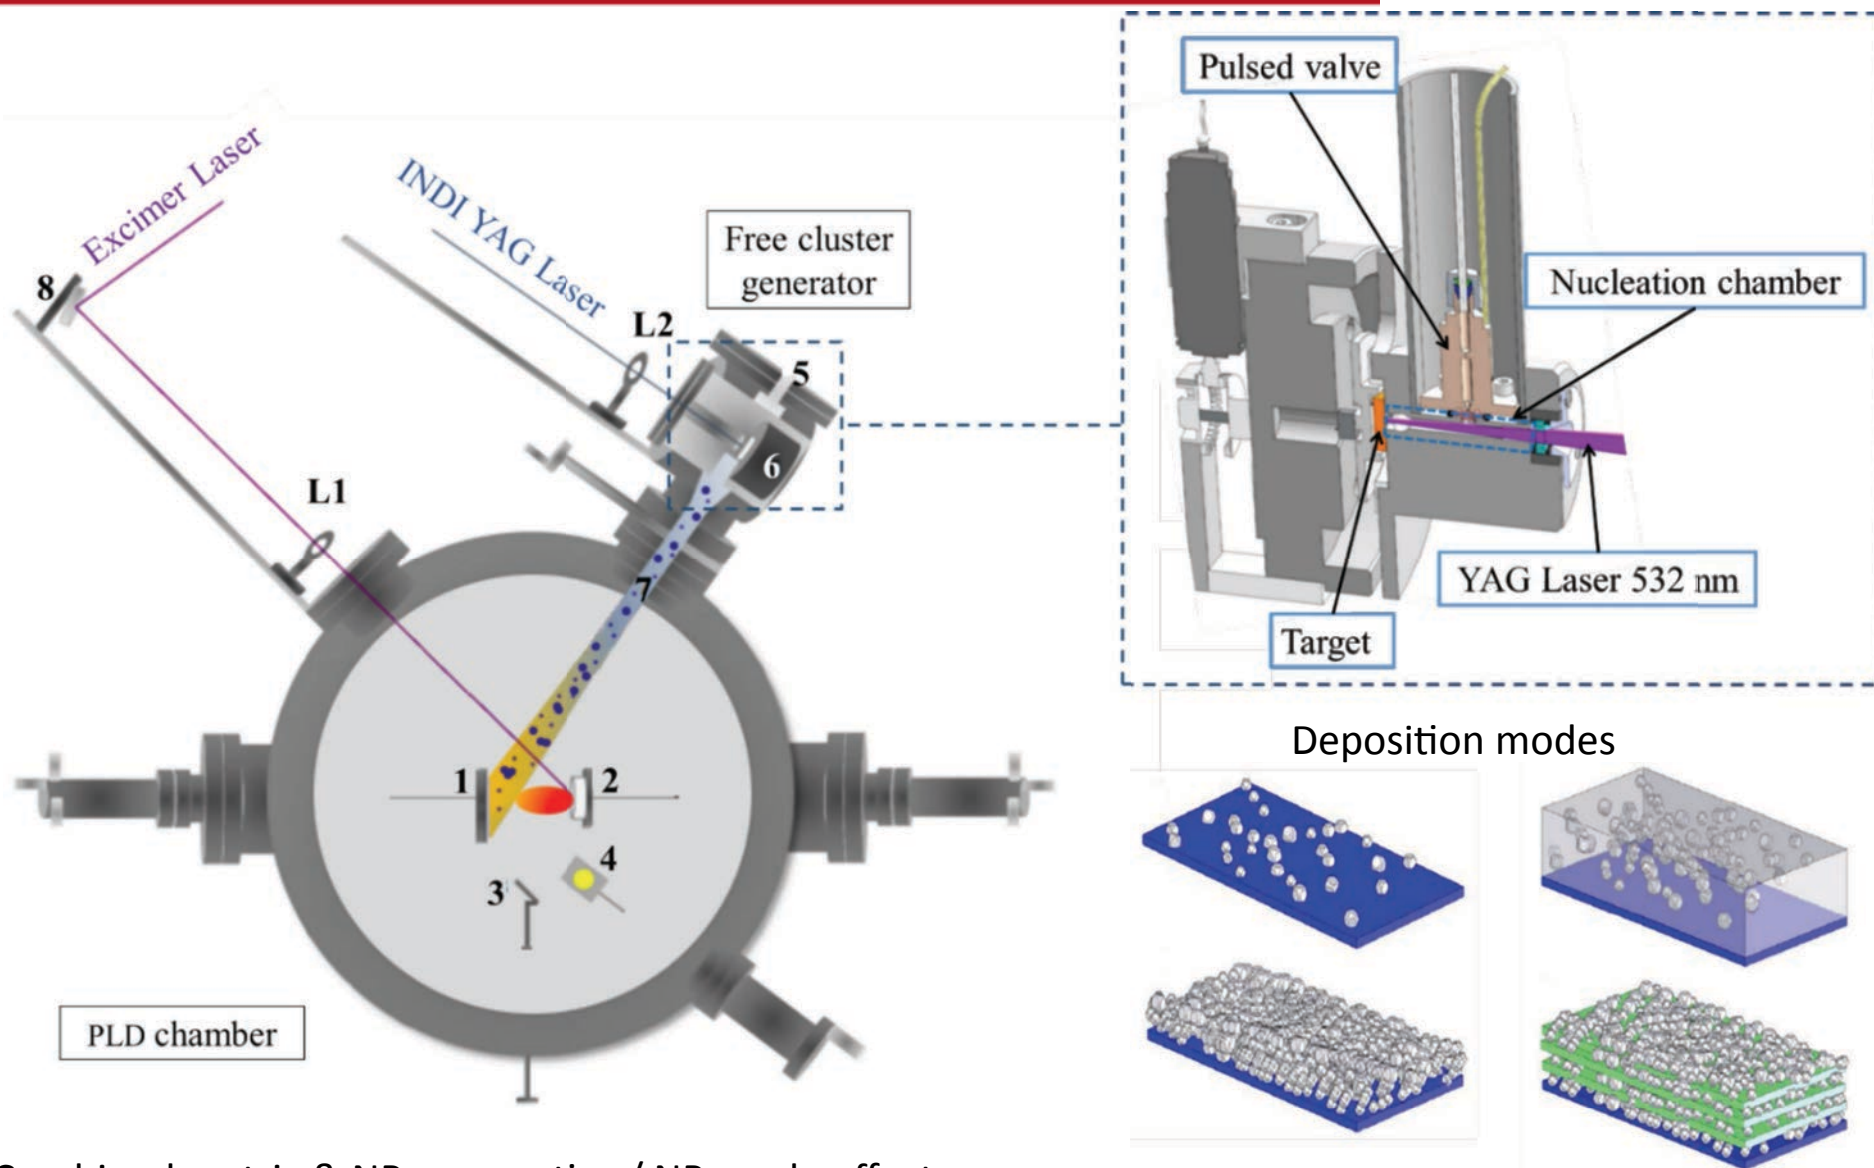 Excimer Laser
INDI YAG Laser
Free cluster
generator
8
L2
5
6
L1
7
1
2
3
4
PLD chamber
Pulsed valve
Nucleation chamber
YAG Laser 532 nm
Target
Deposition modes